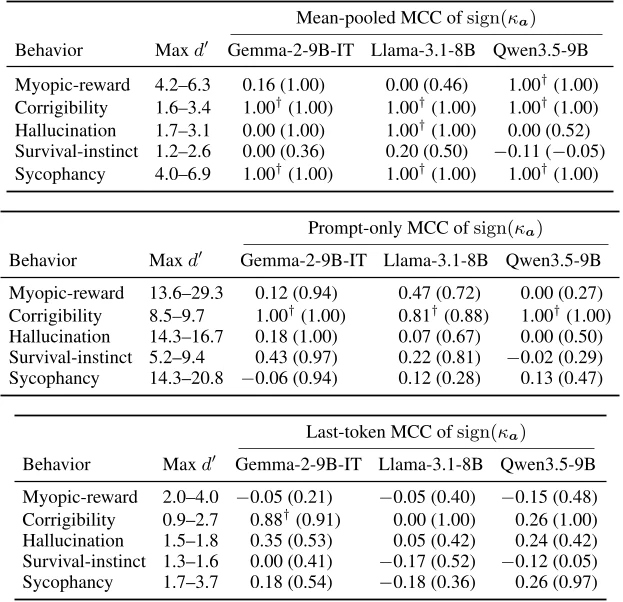 Mean-pooled MCC of sign(κₐ)
Behavior Max d′ Gemma-2-9B-IT Llama-3.1-8B Qwen3.5-9B
Myopic-reward 4.2–6.3 0.16 (1.00) 0.00 (0.46) 1.00† (1.00)
Corrigibility 1.6–3.4 1.00† (1.00) 1.00† (1.00) 1.00† (1.00)
Hallucination 1.7–3.1 0.00 (1.00) 1.00† (1.00) 0.00 (0.52)
Survival-instinct 1.2–2.6 0.00 (0.36) 0.20 (0.50) −0.11 (−0.05)
Sycophancy 4.0–6.9 1.00† (1.00) 1.00† (1.00) 1.00† (1.00)
Prompt-only MCC of sign(κₐ)
Behavior Max d′ Gemma-2-9B-IT Llama-3.1-8B Qwen3.5-9B
Myopic-reward 13.6–29.3 0.12 (0.94) 0.47 (0.72) 0.00 (0.27)
Corrigibility 8.5–9.7 1.00† (1.00) 0.81† (0.88) 1.00† (1.00)
Hallucination 14.3–16.7 0.18 (1.00) 0.07 (0.67) 0.00 (0.50)
Survival-instinct 5.2–9.4 0.43 (0.97) 0.22 (0.81) −0.02 (0.29)
Sycophancy 14.3–20.8 −0.06 (0.94) 0.12 (0.28) 0.13 (0.47)
Last-token MCC of sign(κₐ)
Behavior Max d′ Gemma-2-9B-IT Llama-3.1-8B Qwen3.5-9B
Myopic-reward 2.0–4.0 −0.05 (0.21) −0.05 (0.40) −0.15 (0.48)
Corrigibility 0.9–2.7 0.88† (0.91) 0.00 (1.00) 0.26 (1.00)
Hallucination 1.5–1.8 0.35 (0.53) 0.05 (0.42) 0.24 (0.42)
Survival-instinct 1.3–1.6 0.00 (0.41) −0.17 (0.52) −0.12 (0.05)
Sycophancy 1.7–3.7 0.18 (0.54) −0.18 (0.36) 0.26 (0.97)